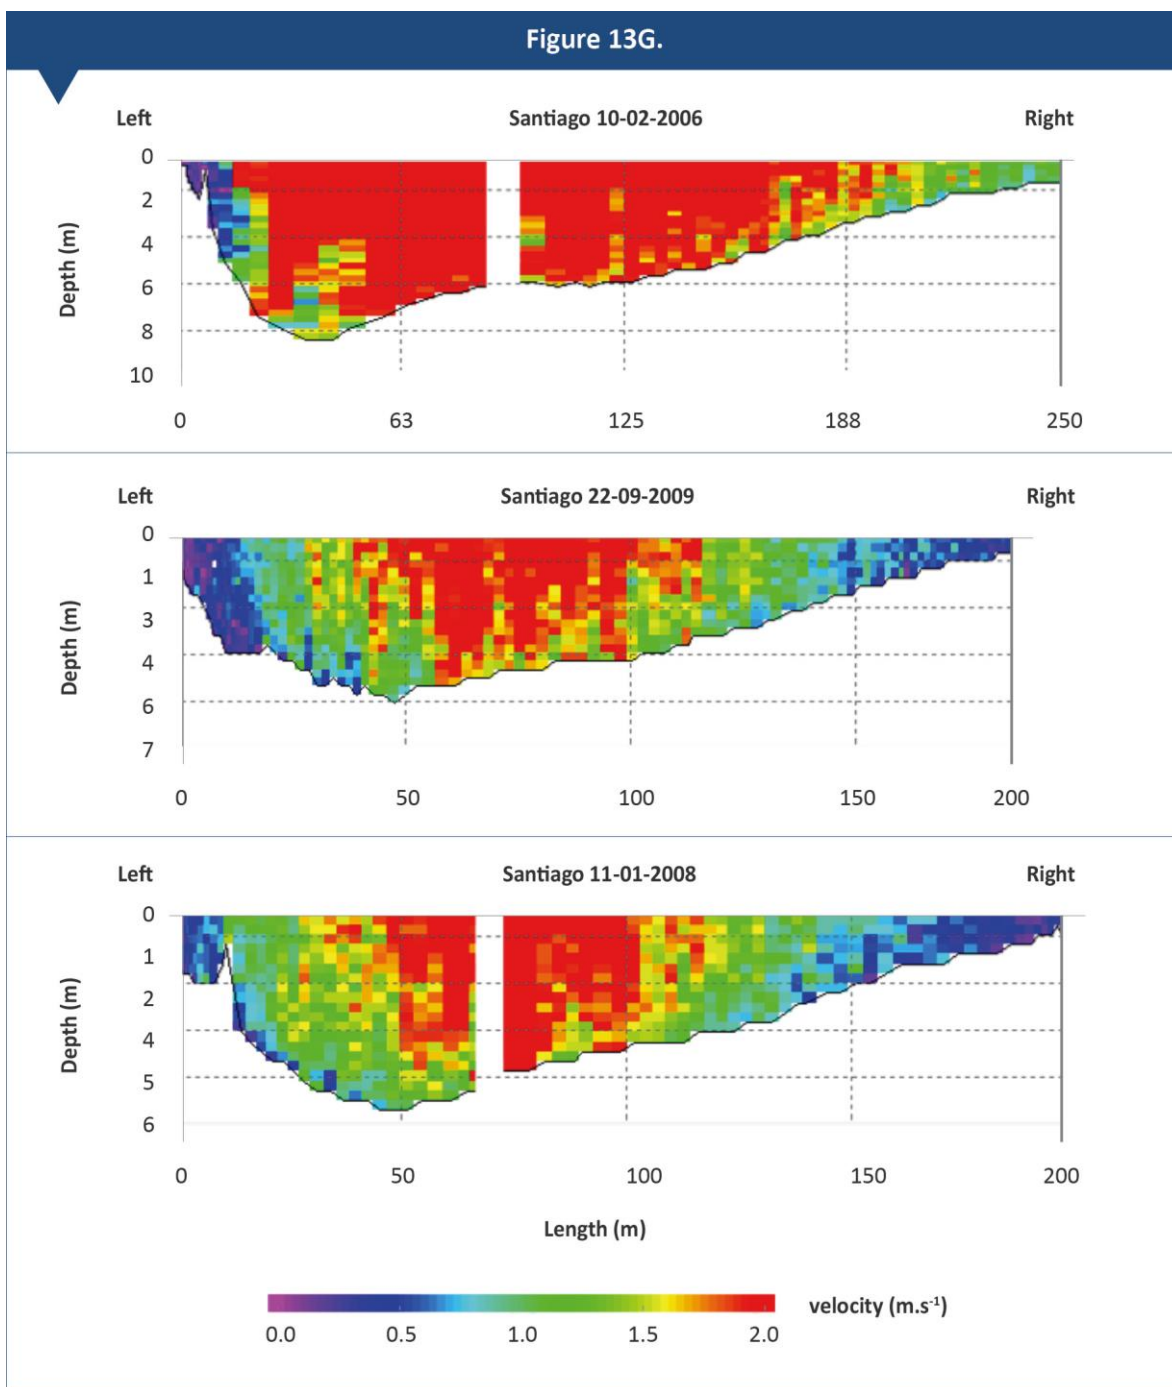 Figure 13G.
Left Santiago 10-02-2006 Right
Depth (m)
0
2
4
6
8
10
0 63 125 188 250
Left Santiago 22-09-2009 Right
Depth (m)
0
1
3
4
6
7
0 50 100 150 200
Left Santiago 11-01-2008 Right
Depth (m)
0
1
2
4
5
6
0 50 100 150 200
Length (m)
velocity (m.s⁻¹)
0.0 0.5 1.0 1.5 2.0